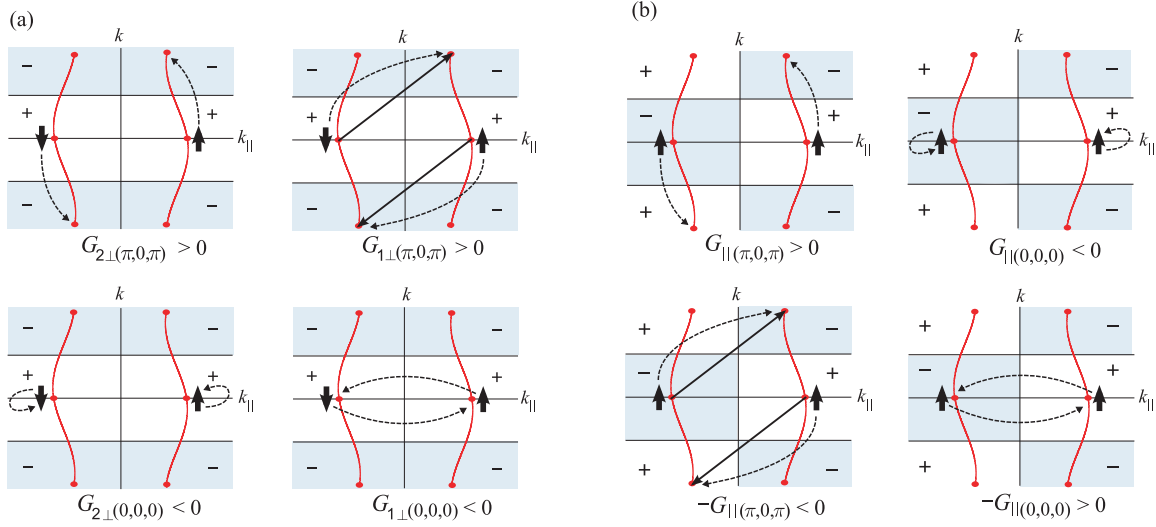 (a)
k
k
− − − −
+ + + +
k|| k||
− − − −
G2⊥(π,0,π) > 0
G1⊥(π,0,π) > 0
k
k
− − − −
+ + + +
k|| k||
− − − −
G2⊥(0,0,0) < 0
G1⊥(0,0,0) < 0
(b)
k
k
+ − + −
− + − +
k|| k||
+ − + −
G||(π,0,π) > 0
G||(0,0,0) < 0
k
k
+ − + −
− + − +
k|| k||
+ − + −
−G||(π,0,π) < 0
−G||(0,0,0) > 0